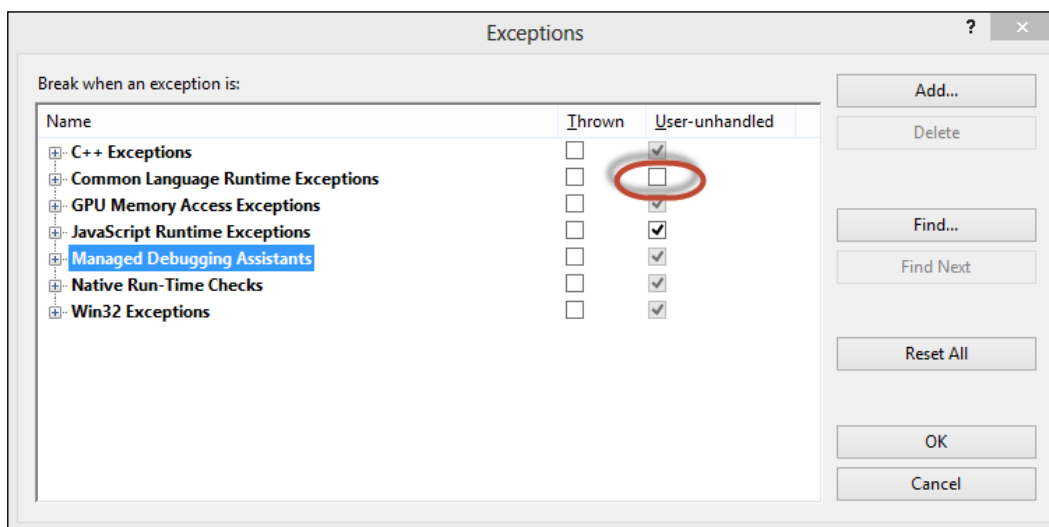 Exceptions
?
Break when an exception is:
Name Thrown User-unhandled
C++ Exceptions
Common Language Runtime Exceptions
GPU Memory Access Exceptions
JavaScript Runtime Exceptions
Managed Debugging Assistants
Native Run-Time Checks
Win32 Exceptions
Add...
Delete
Find...
Find Next
Reset All
OK
Cancel